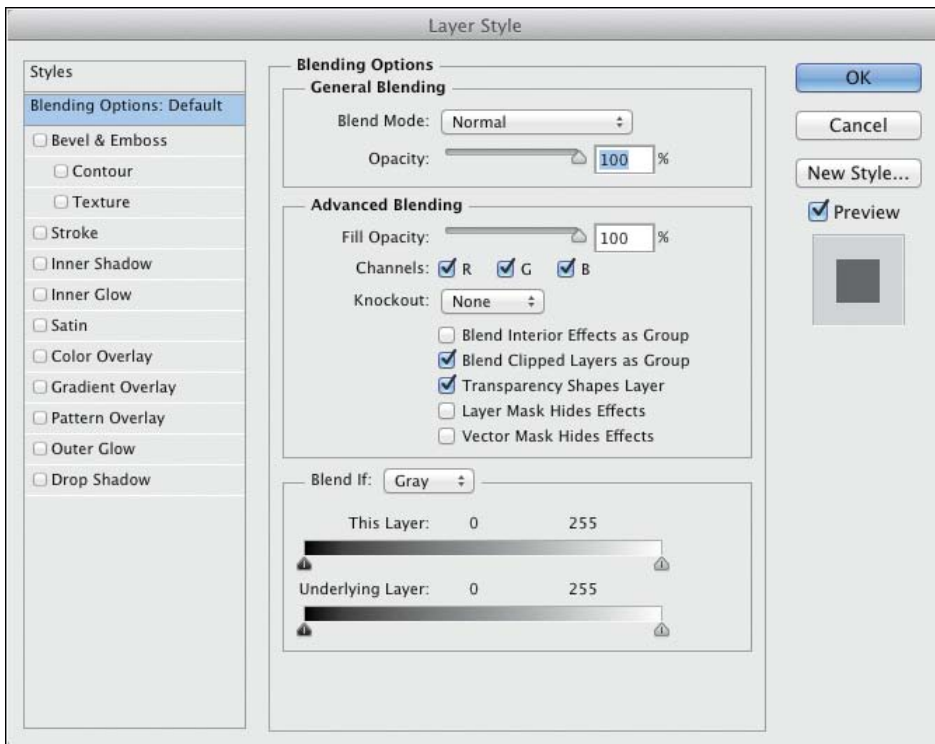 Layer Style
Styles
Blending Options: Default
Bevel & Emboss
Contour
Texture
Stroke
Inner Shadow
Inner Glow
Satin
Color Overlay
Gradient Overlay
Pattern Overlay
Outer Glow
Drop Shadow
Blending Options
General Blending
Blend Mode: Normal
Opacity: 100 %
Advanced Blending
Fill Opacity: 100 %
Channels: R G B
Knockout: None
Blend Interior Effects as Group
Blend Clipped Layers as Group
Transparency Shapes Layer
Layer Mask Hides Effects
Vector Mask Hides Effects
Blend If: Gray
This Layer: 0 255
Underlying Layer: 0 255
OK
Cancel
New Style...
Preview